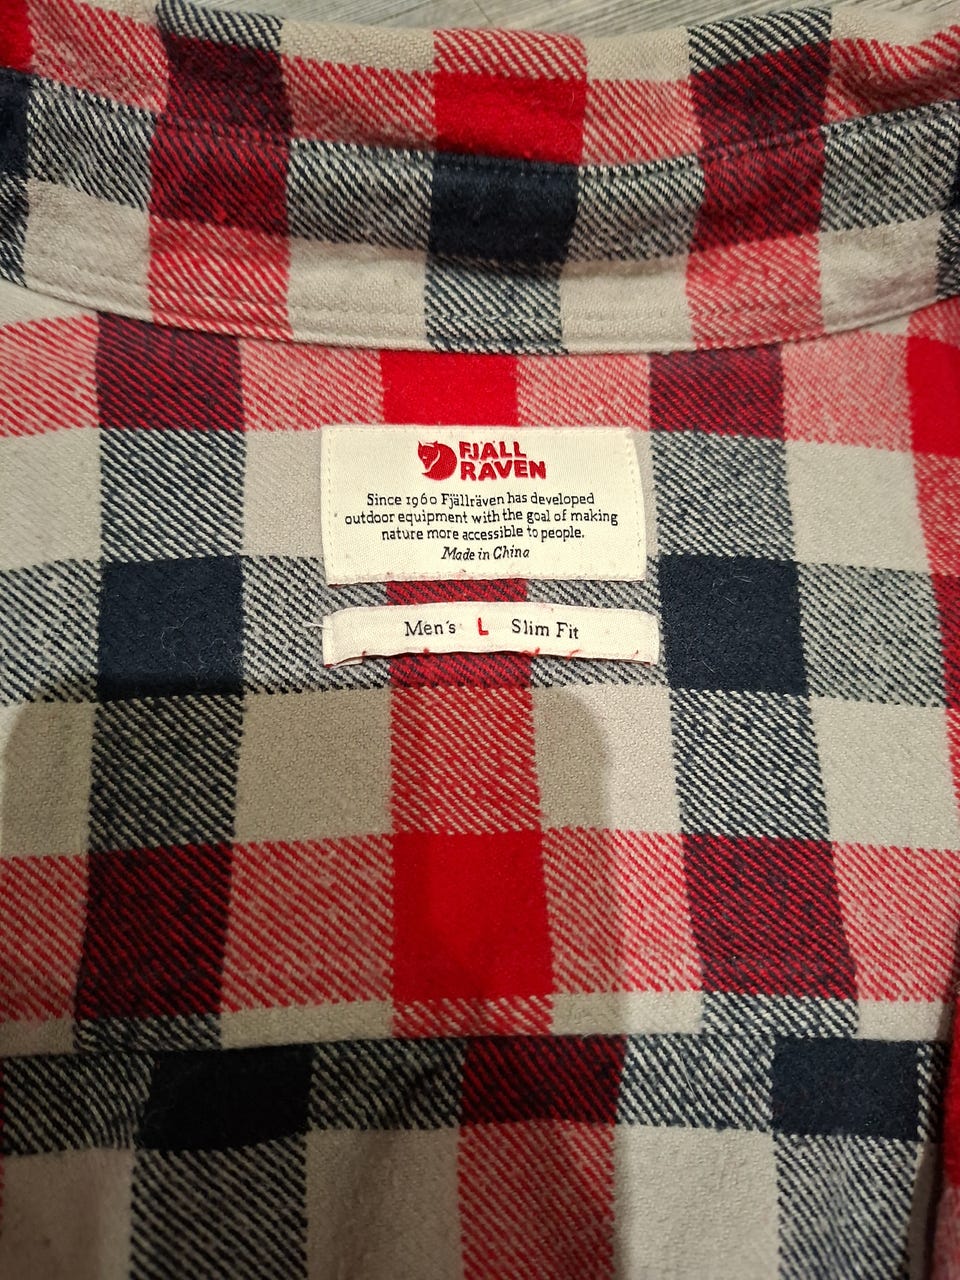 FJÄLL
RÄVEN
Since 1960 Fjällräven has developed
outdoor equipment with the goal of making
nature more accessible to people.
Made in China
Men's L Slim Fit